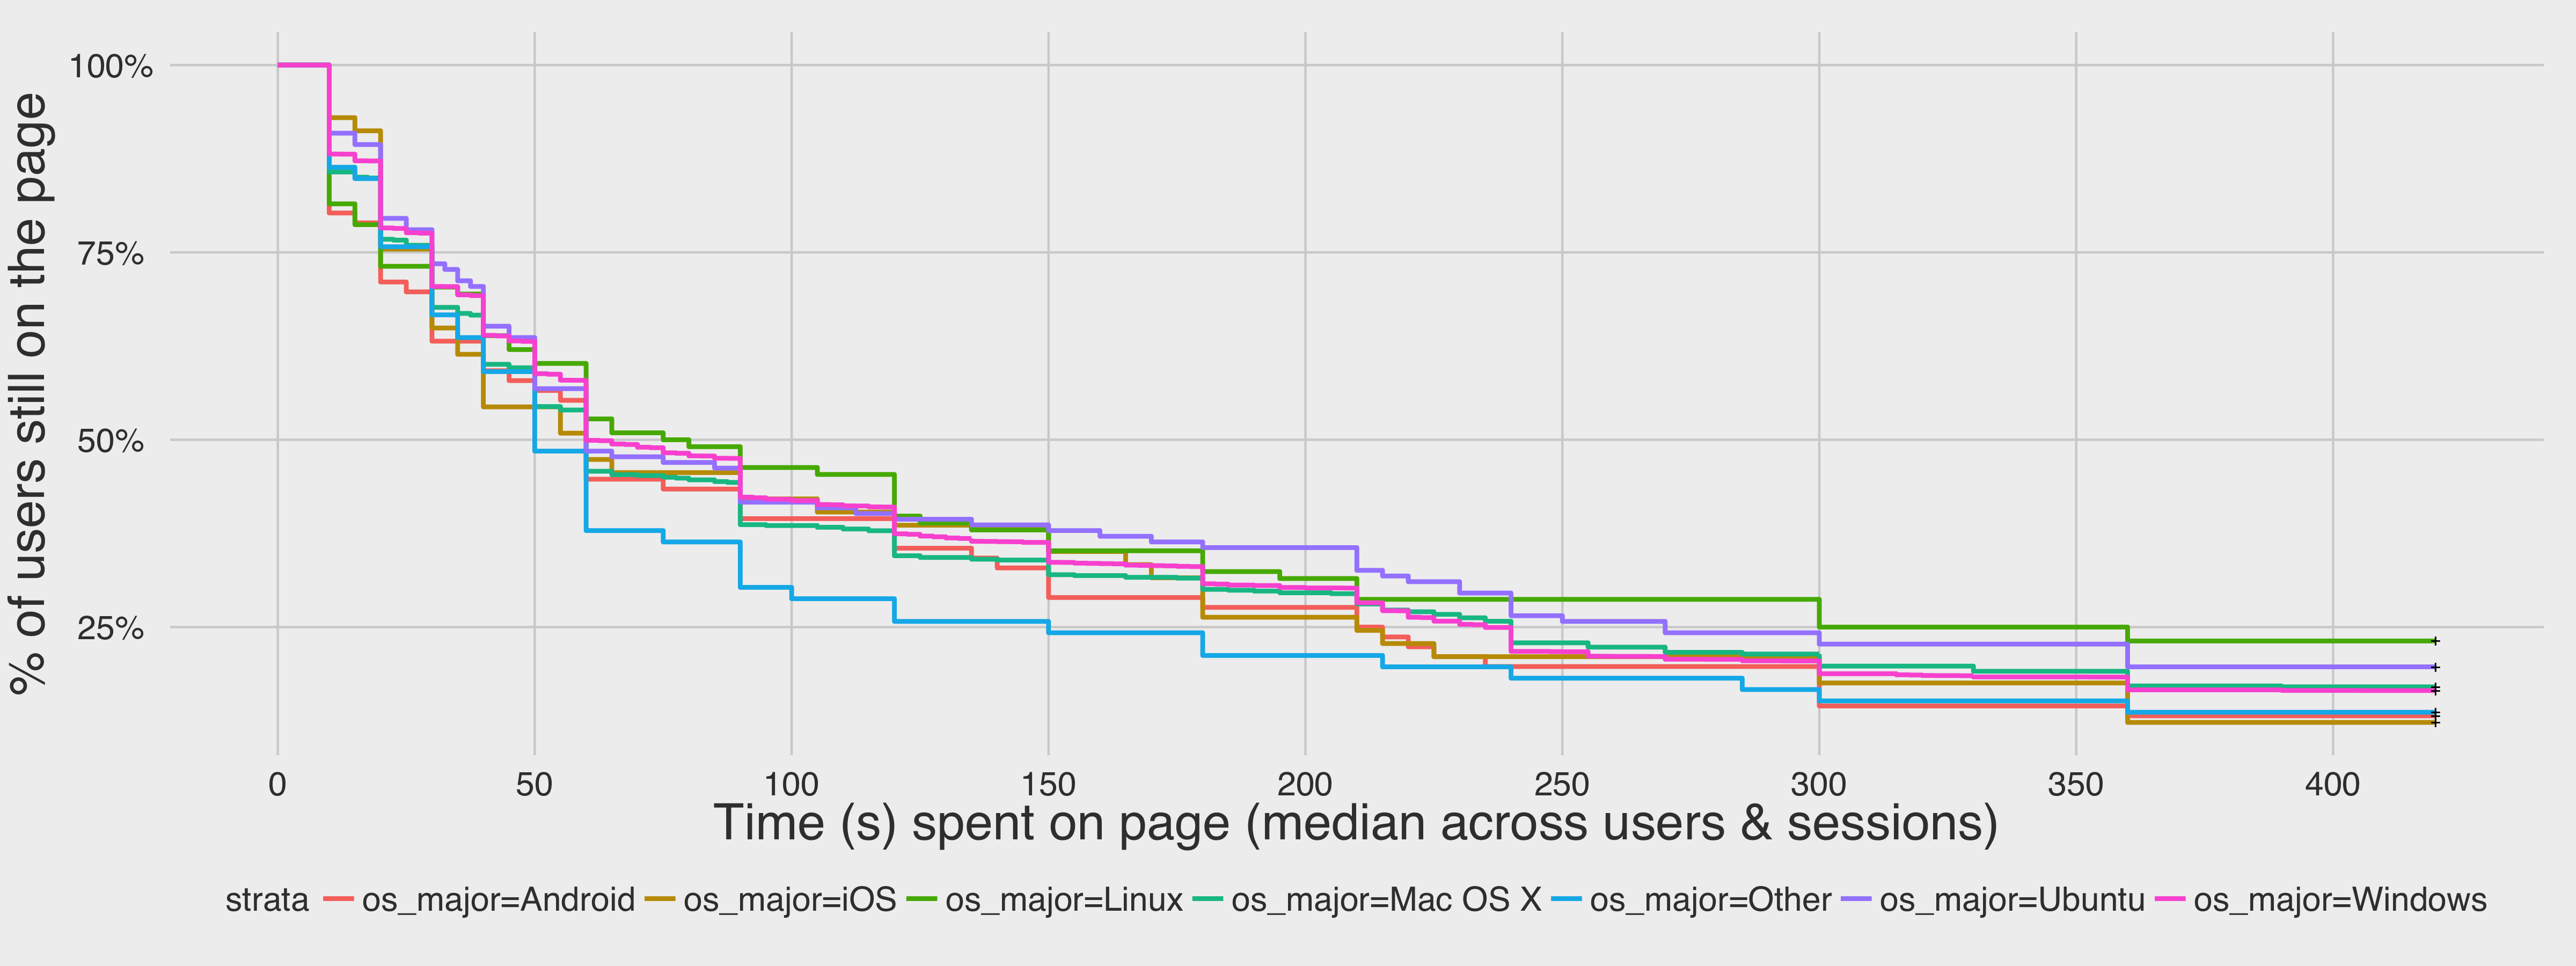 % of users still on the page
100%
75%
50%
25%
0 50 100 150 200 250 300 350 400
Time (s) spent on page (median across users & sessions)
strata os_major=Android os_major=iOS os_major=Linux os_major=Mac OS X os_major=Other os_major=Ubuntu os_major=Windows